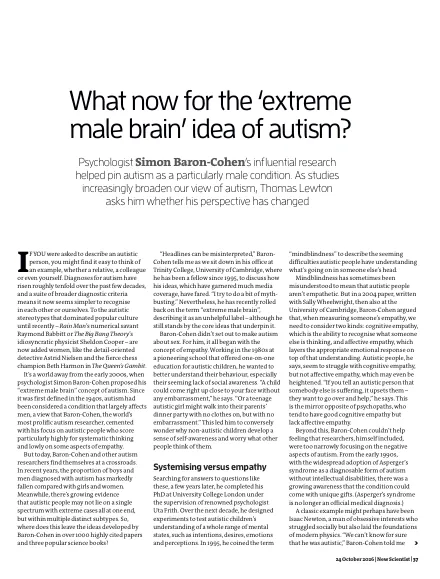 What now for the ‘extreme
male brain’ idea of autism?
Psychologist Simon Baron-Cohen’s influential research
helped pin autism as a particularly male condition. As studies
increasingly broaden our view of autism, Thomas Lewton
asks him whether his perspective has changed
IF YOU were asked to describe an autistic
person, you might find it easy to think of
an example, whether a relative, a colleague
or even yourself. Diagnoses for autism have
risen roughly tenfold over the past few decades,
and a suite of broader diagnostic criteria
means it now seems simpler to recognise
in each other or ourselves. To the autistic
stereotypes that dominated popular culture
until recently – Rain Man’s numerical savant
Raymond Babbitt or The Big Bang Theory’s
idiosyncratic physicist Sheldon Cooper – are
now added women, like the detail-oriented
detective Astrid Nielsen and the fierce chess
champion Beth Harmon in The Queen’s Gambit.
It’s a world away from the early 2000s, when
psychologist Simon Baron-Cohen proposed his
“extreme male brain” concept of autism. Since
it was first defined in the 1940s, autism had
been considered a condition that largely affects
men, a view that Baron-Cohen, the world’s
most prolific autism researcher, cemented
with his focus on autistic people who score
particularly highly for systematic thinking
and lowly on some aspects of empathy.
But today, Baron-Cohen and other autism
researchers find themselves at a crossroads.
In recent years, the proportion of boys and
men diagnosed with autism has markedly
fallen compared with girls and women.
Meanwhile, there’s growing evidence
that autistic people may not lie on a single
spectrum with extreme cases all at one end,
but within multiple distinct subtypes. So,
where does this leave the ideas developed by
Baron-Cohen in over 1000 highly cited papers
and three popular science books?
“Headlines can be misinterpreted,” Baron-
Cohen tells me as we sit down in his office at
Trinity College, University of Cambridge, where
he has been a fellow since 1995, to discuss how
his ideas, which have garnered much media
coverage, have fared. “I try to do a bit of myth-
busting.” Nevertheless, he has recently rolled
back on the term “extreme male brain”,
describing it as an unhelpful label – although he
still stands by the core ideas that underpin it.
Baron-Cohen didn’t set out to make autism
about sex. For him, it all began with the
concept of empathy. Working in the 1980s at
a pioneering school that offered one-on-one
education for autistic children, he wanted to
better understand their behaviour, especially
their seeming lack of social awareness. “A child
could come right up close to your face without
any embarrassment,” he says. “Or a teenage
autistic girl might walk into their parents’
dinner party with no clothes on, but with no
embarrassment.” This led him to conversely
wonder why non-autistic children develop a
sense of self-awareness and worry what other
people think of them.
Systemising versus empathy
Searching for answers to questions like
these, a few years later, he completed his
PhD at University College London under
the supervision of renowned psychologist
Uta Frith. Over the next decade, he designed
experiments to test autistic children’s
understanding of a whole range of mental
states, such as intentions, desires, emotions
and perceptions. In 1995, he coined the term
“mindblindness” to describe the seeming
difficulties autistic people have understanding
what’s going on in someone else’s head.
Mindblindness has sometimes been
misunderstood to mean that autistic people
aren’t empathetic. But in a 2004 paper, written
with Sally Wheelwright, then also at the
University of Cambridge, Baron-Cohen argued
that, when measuring someone’s empathy, we
need to consider two kinds: cognitive empathy,
which is the ability to recognise what someone
else is thinking, and affective empathy, which
layers the appropriate emotional response on
top of that understanding. Autistic people, he
says, seem to struggle with cognitive empathy,
but not affective empathy, which may even be
heightened. “If you tell an autistic person that
somebody else is suffering, it upsets them –
they want to go over and help,” he says. This
is the mirror opposite of psychopaths, who
tend to have good cognitive empathy but
lack affective empathy.
Beyond this, Baron-Cohen couldn’t help
feeling that researchers, himself included,
were too narrowly focusing on the negative
aspects of autism. From the early 1990s,
with the widespread adoption of Asperger’s
syndrome as a diagnosable form of autism
without intellectual disabilities, there was a
growing awareness that the condition could
come with unique gifts. (Asperger’s syndrome
is no longer an official medical diagnosis.)
A classic example might perhaps have been
Isaac Newton, a man of obsessive interests who
struggled socially but also laid the foundations
of modern physics. “We can’t know for sure
that he was autistic,” Baron-Cohen told me
24 October 2026 | New Scientist | 37